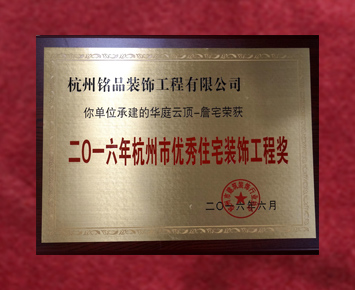 杭州铭品装饰工程有限公司
你单位承建的华庭云顶-詹宅荣获
二〇一六年杭州市优秀住宅装饰工程奖
二〇一六年六月